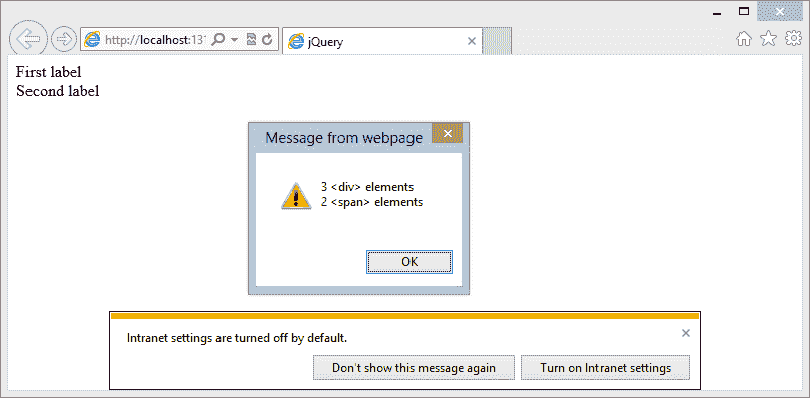 http://localhost:131
jQuery
First label
Second label
Message from webpage
3 <div> elements
2 <span> elements
OK
Intranet settings are turned off by default.
Don't show this message again
Turn on Intranet settings